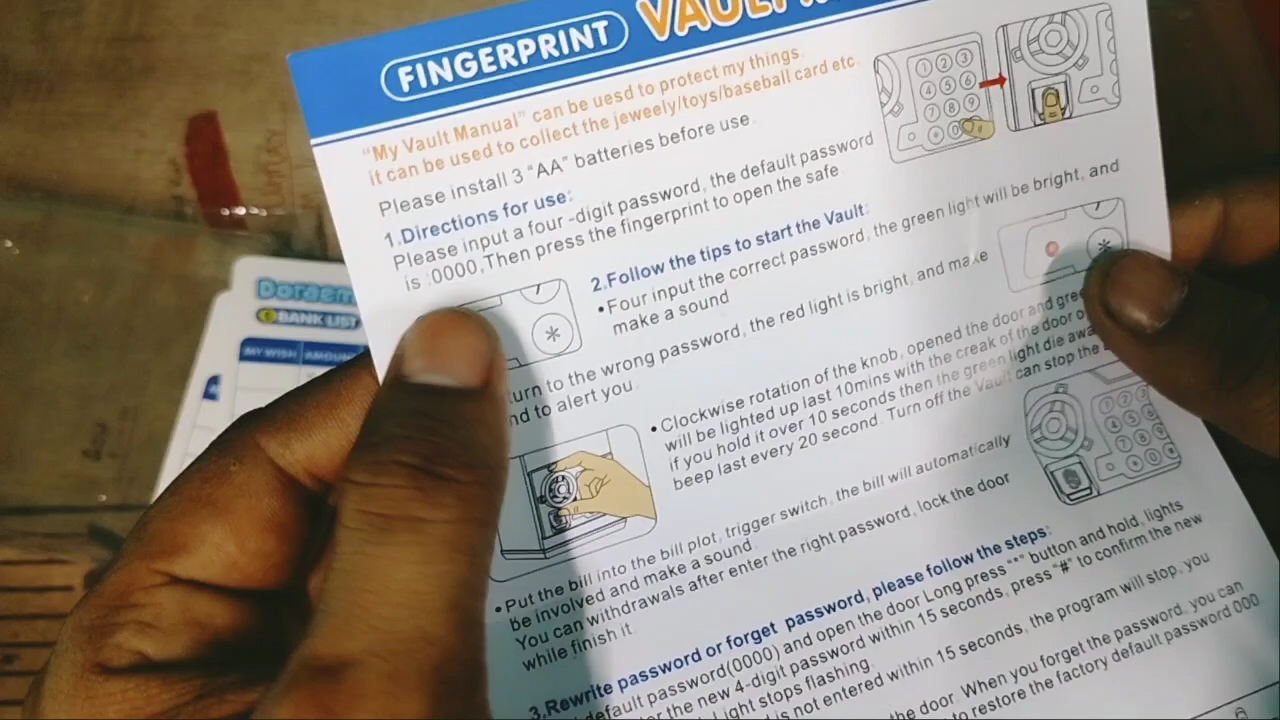 FINGERPRINT VAULT
"My Vault Manual" can be uesd to protect my things.
it can be used to collect the jeweely/toys/baseball card etc.
Please install 3 "AA" batteries before use.
1.Directions for use:
Please input a four -digit password, the default password
is :0000,Then press the fingerprint to open the safe
2.Follow the tips to start the Vault:
•Four input the correct password, the green light will be bright, and
make a sound
turn to the wrong password, the red light is bright, and make
to alert you.
•Clockwise rotation of the knob, opened the door and
will be lighted up last 10mins with the creak of the door
if you hold it over 10 seconds then the green light die
beep last every 20 second. Turn off the Vault can stop the
•Put the bill into the bill plot, trigger switch, the bill will automatically
be involved and make a sound
You can withdrawals after enter the right password, lock the door
while finish it.
3.Rewrite password or forget password, please follow the steps:
default password(0000) and open the door Long press "*" button and hold, lights
the new 4-digit password within 15 seconds, press "#" to confirm the new
Light stops flashing.
is not entered within 15 seconds, the program will stop, you
the door. When you forget the password, you can
to restore the factory default password 000
Doraem
BANK LIST
MY WISH